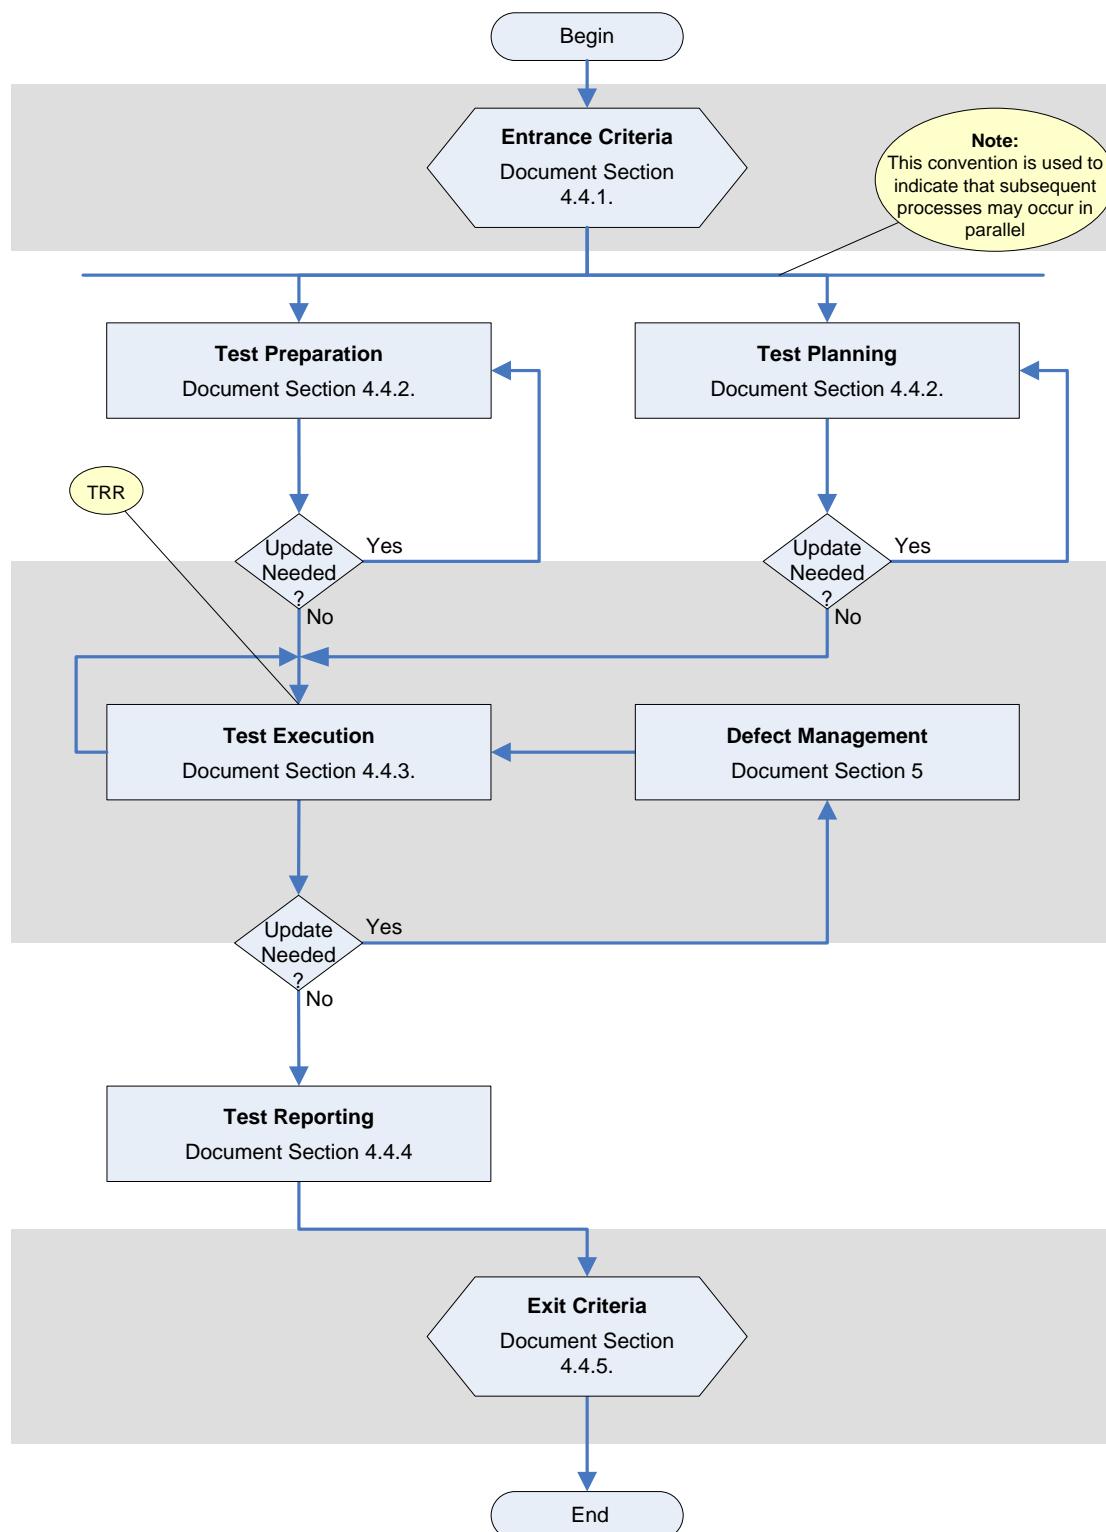 Begin
Entrance Criteria
Document Section
4.4.1.
Note:
This convention is used to
indicate that subsequent
processes may occur in
parallel
Test Preparation
Document Section 4.4.2.
Test Planning
Document Section 4.4.2.
TRR
Update
Needed
?
Yes
No
Update
Needed
?
Yes
No
Test Execution
Document Section 4.4.3.
Defect Management
Document Section 5
Update
Needed
?
Yes
No
Test Reporting
Document Section 4.4.4
Exit Criteria
Document Section
4.4.5.
End